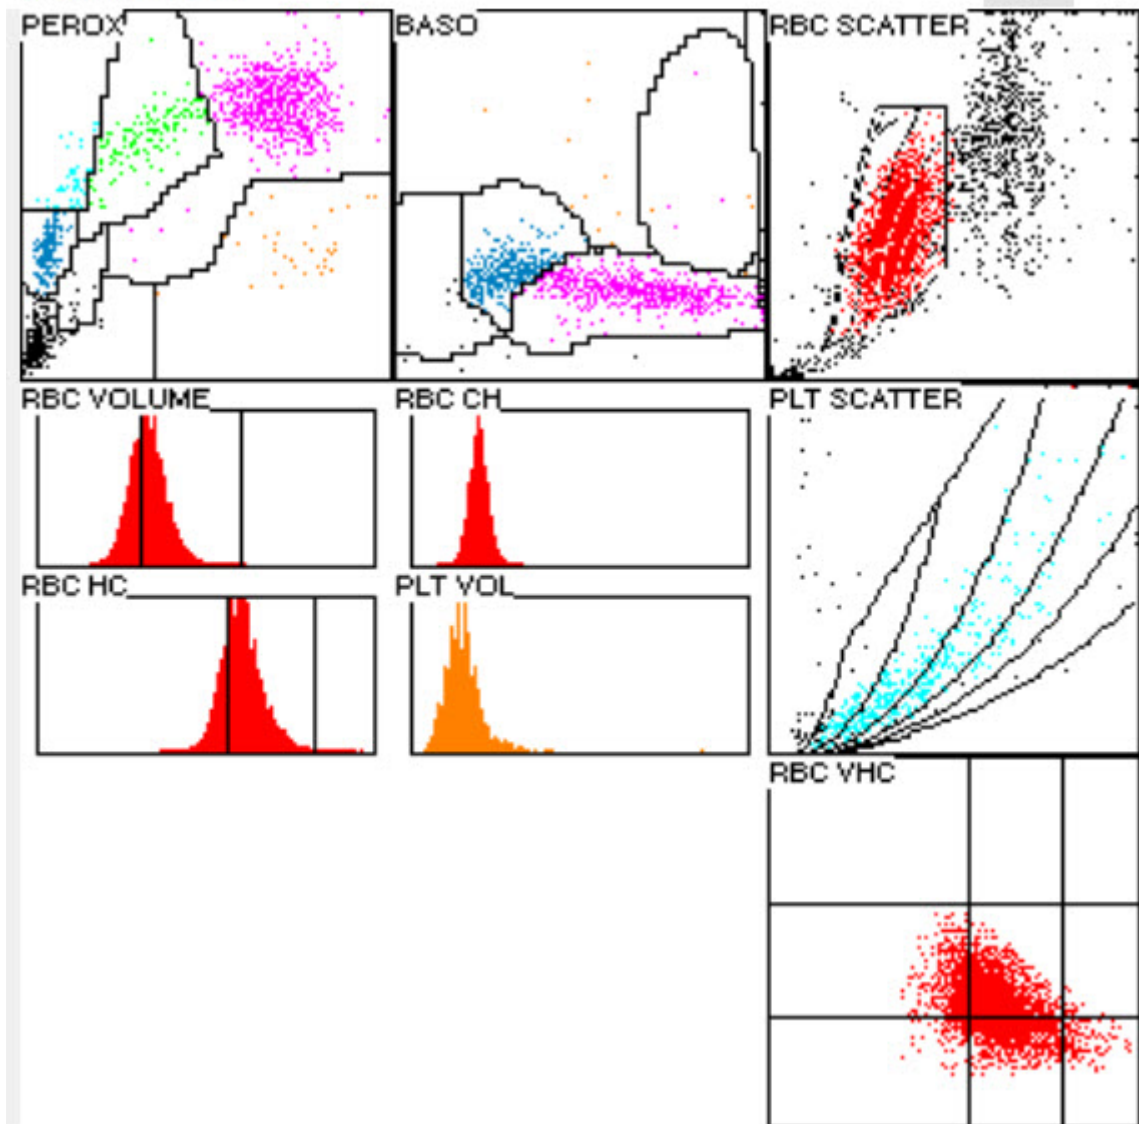 PEROX
BASO
RBC SCATTER
RBC VOLUME
RBC CH
PLT SCATTER
RBC HC
PLT VOL
RBC VHC